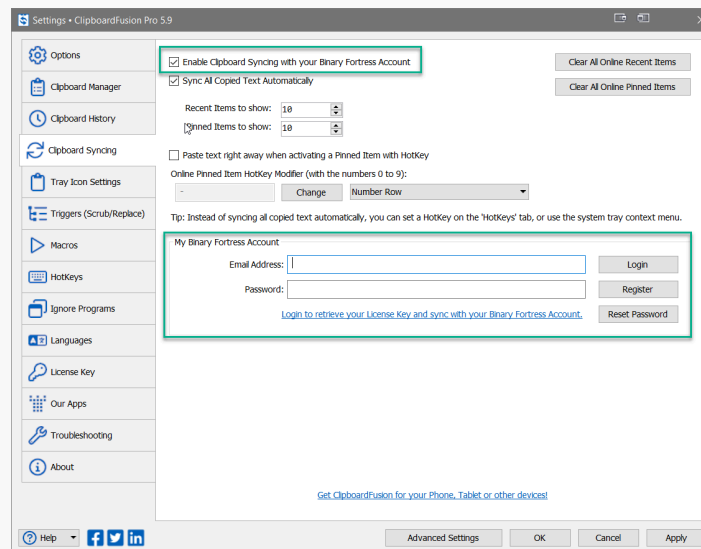 Settings • ClipboardFusion Pro 5.9
Options
Clipboard Manager
Clipboard History
Clipboard Syncing
Tray Icon Settings
Triggers (Scrub/Replace)
Macros
HotKeys
Ignore Programs
Languages
License Key
Our Apps
Troubleshooting
About
Enable Clipboard Syncing with your Binary Fortress Account
Clear All Online Recent Items
Sync All Copied Text Automatically
Clear All Online Pinned Items
Recent Items to show: 10
Pinned Items to show: 10
Paste text right away when activating a Pinned Item with HotKey
Online Pinned Item HotKey Modifier (with the numbers 0 to 9):
- Change Number Row
Tip: Instead of syncing all copied text automatically, you can set a HotKey on the 'HotKeys' tab, or use the system tray context menu.
My Binary Fortress Account
Email Address: Login
Password: Register
Login to retrieve your License Key and sync with your Binary Fortress Account. Reset Password
Get ClipboardFusion for your Phone, Tablet or other devices!
Help Advanced Settings OK Cancel Apply